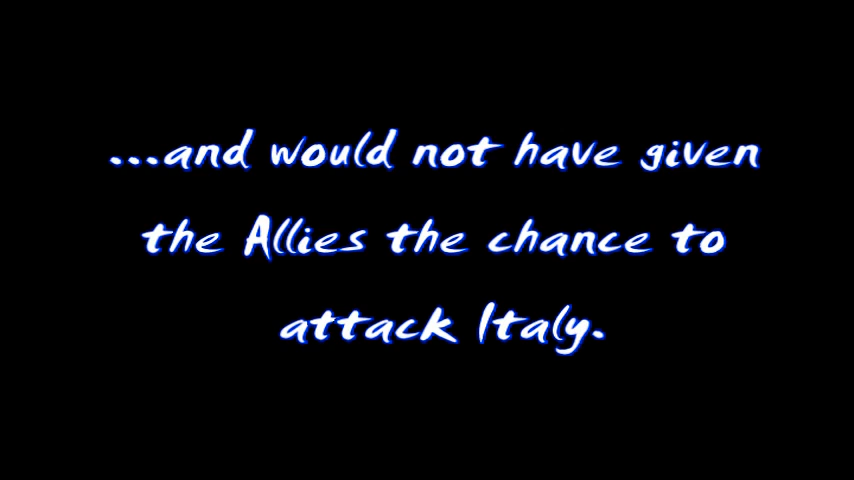 ...and would not have given
the Allies the chance to
attack Italy.